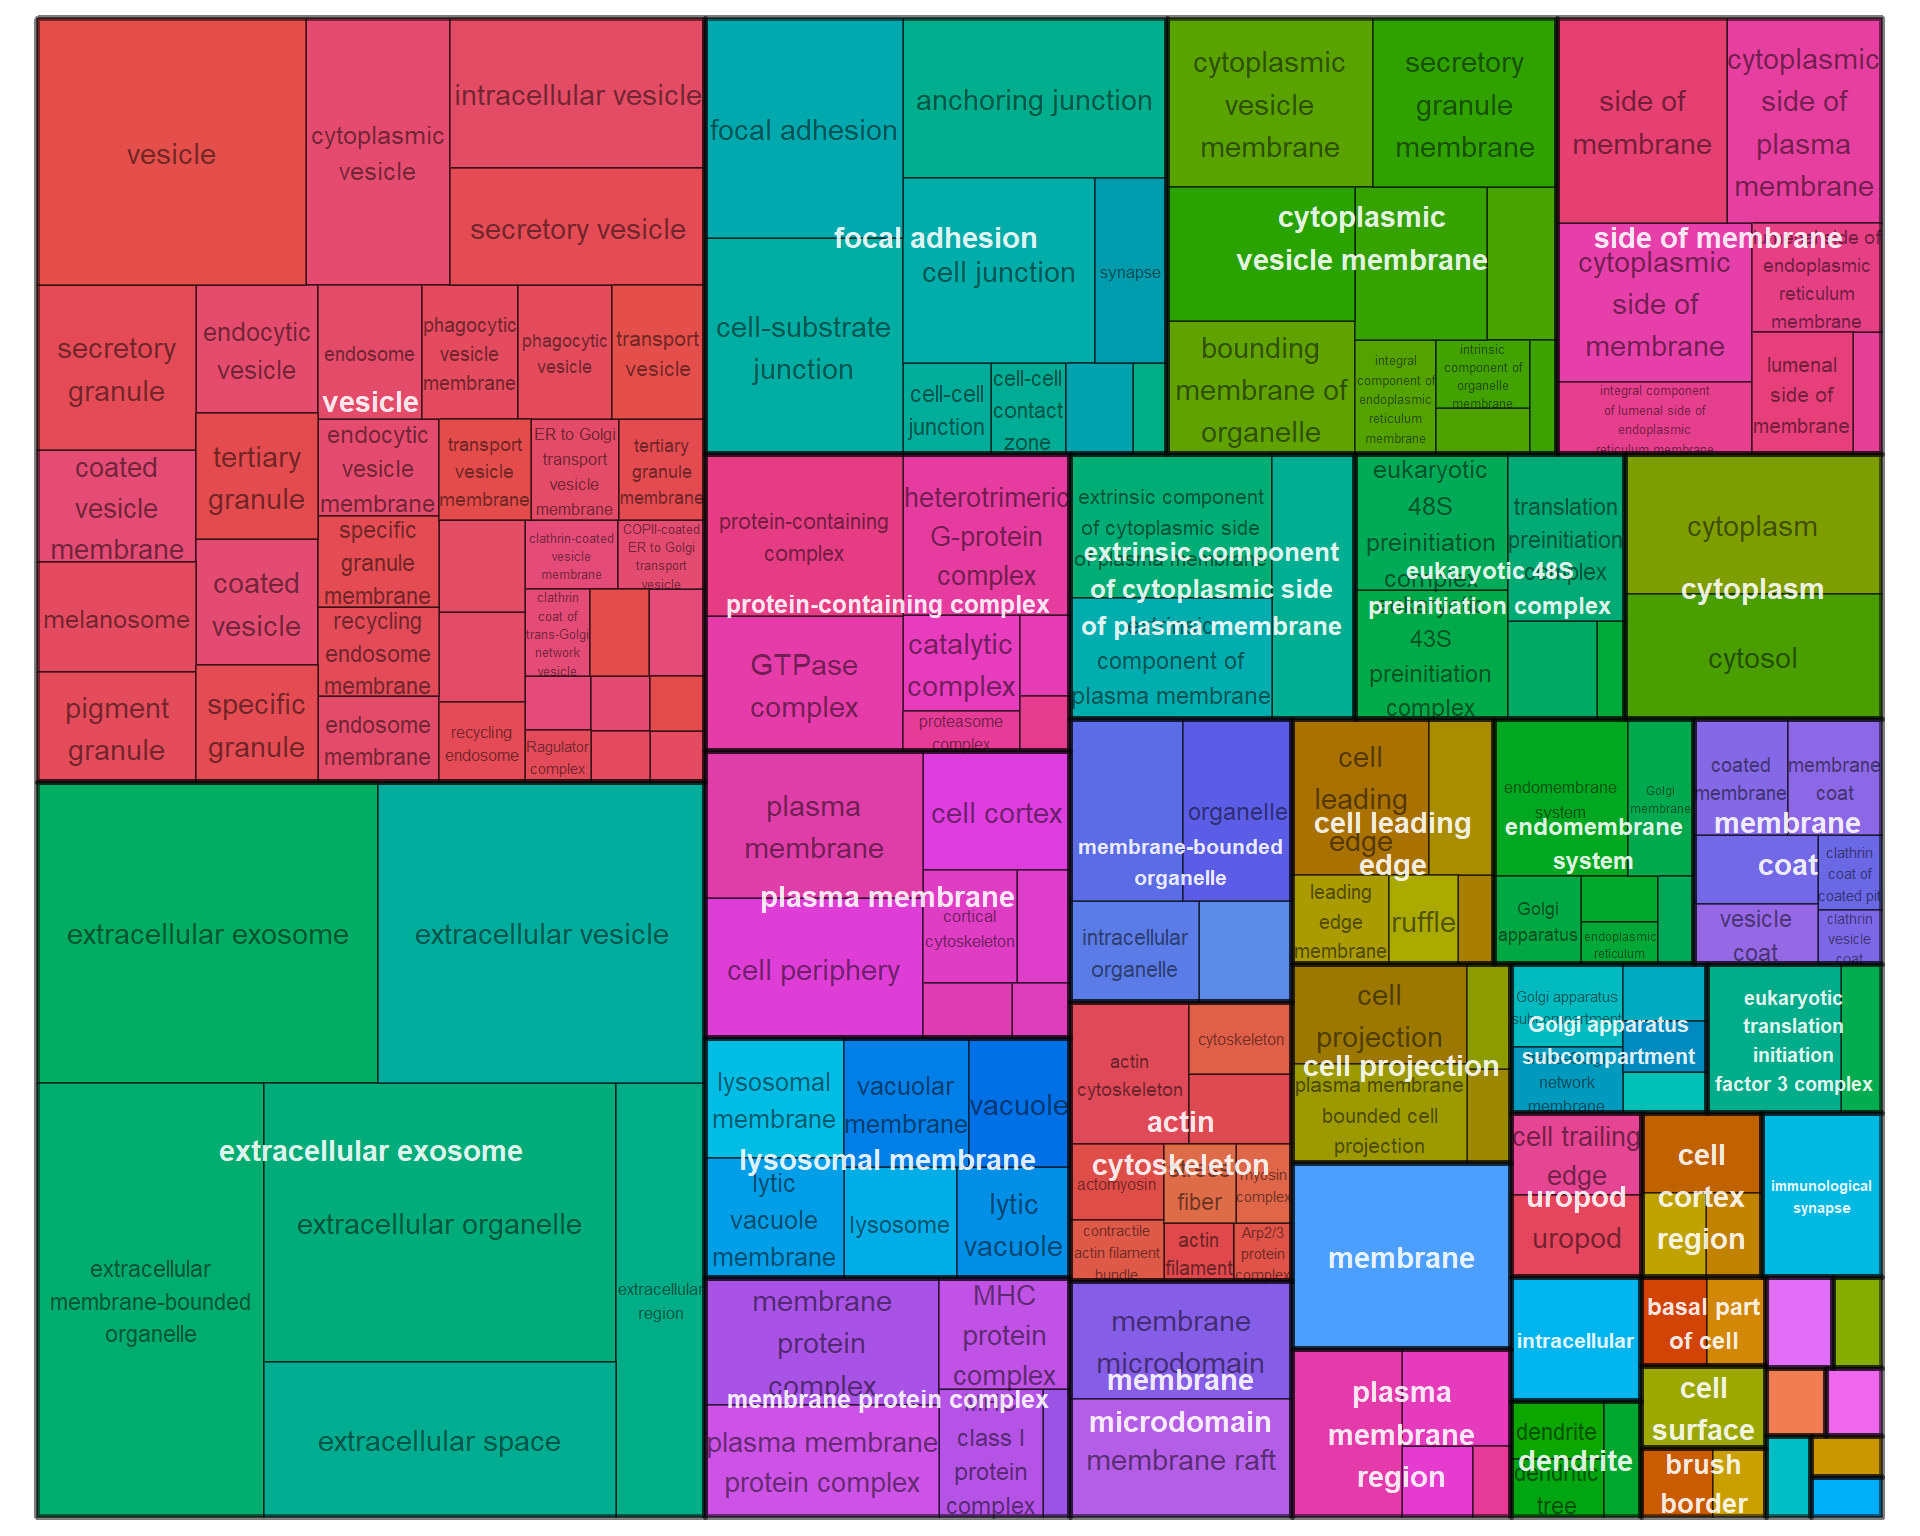 vesicle
cytoplasmic
vesicle
intracellular vesicle
secretory vesicle
secretory
granule
endocytic
vesicle
endosome
phagocytic
vesicle
membrane
phagocytic
vesicle
transport
vesicle
vesicle
coated
vesicle
membrane
tertiary
granule
endocytic
vesicle
membrane
transport
vesicle
membrane
ER to Golgi
transport
vesicle
membrane
tertiary
granule
membrane
melanosome
coated
vesicle
specific
granule
membrane
clathrin-coated
vesicle
membrane
COPII-coated
ER to Golgi
transport
vesicle
recycling
endosome
membrane
clathrin
coat of
trans-Golgi
network
vesicle
pigment
granule
specific
granule
endosome
membrane
recycling
endosome
Ragulator
complex
extracellular exosome
extracellular vesicle
extracellular exosome
extracellular
membrane-bounded
organelle
extracellular organelle
extracellular
region
extracellular space
focal adhesion
anchoring junction
focal adhesion
cell-substrate
junction
cell junction
synapse
cell-cell
junction
cell-cell
contact
zone
cytoplasmic
vesicle
membrane
secretory
granule
membrane
cytoplasmic
vesicle membrane
bounding
membrane of
organelle
integral
component of
endoplasmic
reticulum
membrane
intrinsic
component of
organelle
membrane
side of
membrane
cytoplasmic
side of
plasma
membrane
side of membrane
cytoplasmic
side of
membrane
side of
endoplasmic
reticulum
membrane
lumenal
side of
membrane
integral component
of lumenal side of
endoplasmic
reticulum membrane
protein-containing
complex
heterotrimeric
G-protein
complex
protein-containing complex
GTPase
complex
catalytic
complex
proteasome
complex
extrinsic component
of cytoplasmic side
of plasma membrane
extrinsic component
of cytoplasmic side
of plasma membrane
component of
plasma membrane
eukaryotic
48S
preinitiation
complex
translation
preinitiation
complex
eukaryotic 48S
preinitiation complex
43S
preinitiation
complex
cytoplasm
cytoplasm
cytosol
plasma
membrane
cell cortex
plasma membrane
cell periphery
cortical
cytoskeleton
organelle
membrane-bounded
organelle
intracellular
organelle
cell
leading
edge
cell leading
edge
leading
edge
membrane
ruffle
endomembrane
system
Golgi
membrane
endomembrane
system
Golgi
apparatus
endoplasmic
reticulum
coated
membrane
membrane
coat
membrane
coat
clathrin
coat of
coated pit
vesicle
coat
clathrin
vesicle
coat
lysosomal
membrane
vacuolar
membrane
vacuole
lysosomal membrane
lytic
vacuole
membrane
lysosome
lytic
vacuole
actin
cytoskeleton
cytoskeleton
actin
cytoskeleton
actomyosin
stress
fiber
myosin
complex
contractile
actin filament
bundle
actin
filament
Arp2/3
protein
complex
cell
projection
cell projection
plasma membrane
bounded cell
projection
Golgi apparatus
subcompartment
Golgi apparatus
subcompartment
network
membrane
eukaryotic
translation
initiation
factor 3 complex
membrane
cell trailing
edge
uropod
uropod
cell
cortex
region
immunological
synapse
membrane
protein
complex
MHC
protein
complex
membrane protein complex
plasma membrane
protein complex
MHC
class I
protein
complex
membrane
microdomain
membrane
microdomain
membrane raft
plasma
membrane
region
intracellular
basal part
of cell
dendrite
dendrite
dendritic
tree
cell
surface
brush
border